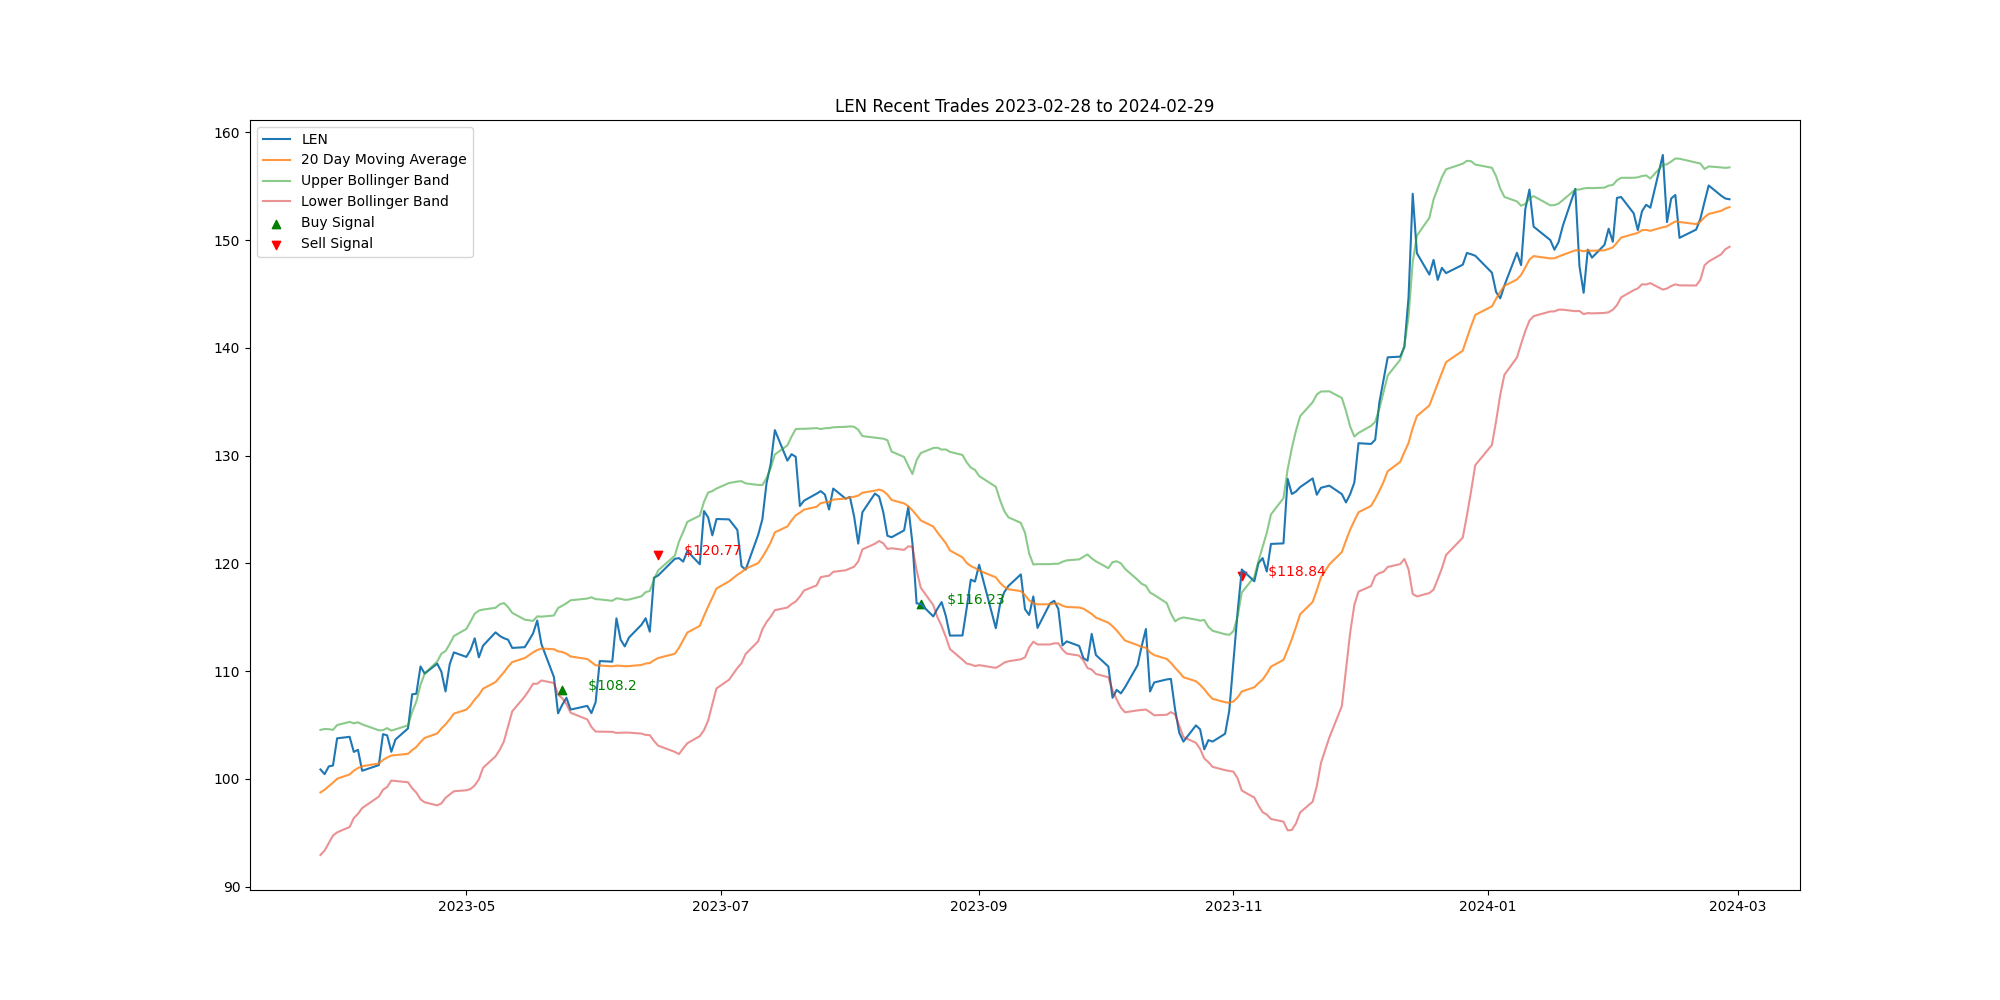 LEN Recent Trades 2023-02-28 to 2024-02-29
160
150
140
130
120
110
100
90
LEN
20 Day Moving Average
Upper Bollinger Band
Lower Bollinger Band
Buy Signal
Sell Signal
$120.77
$118.84
$116.23
$108.2
2023-05
2023-07
2023-09
2023-11
2024-01
2024-03